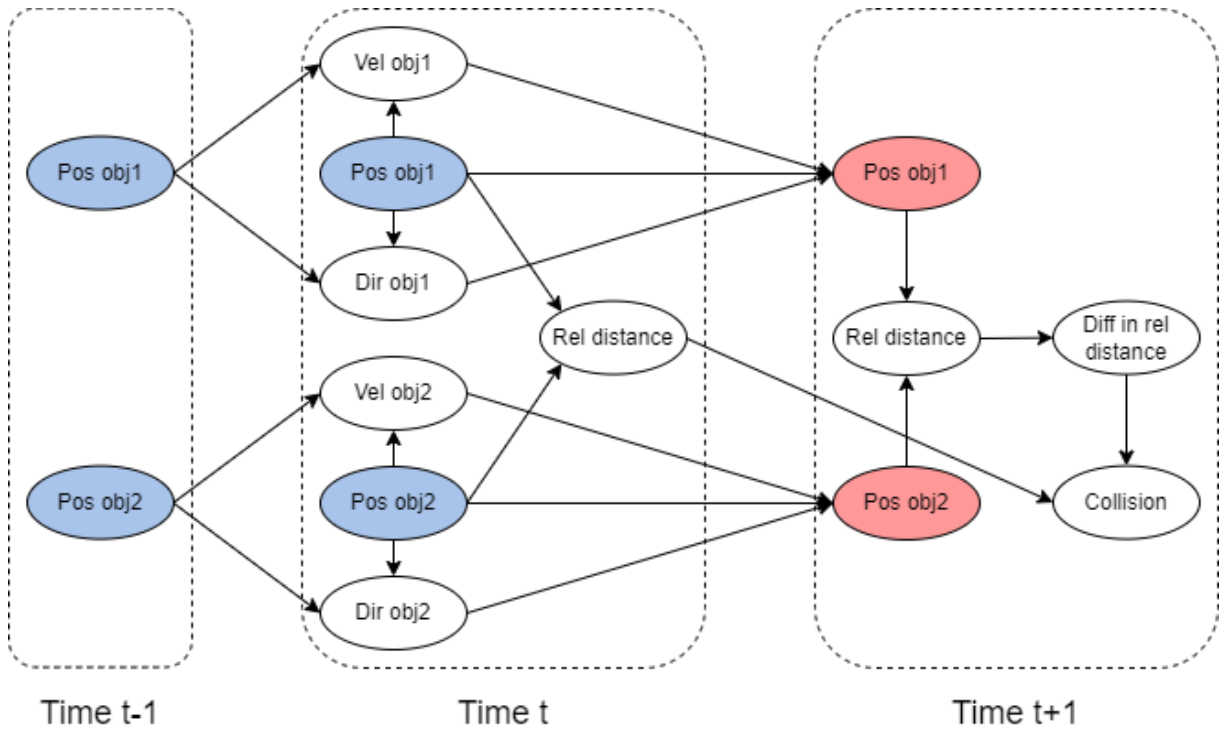 Vel obj1
Pos obj1
Pos obj1
Pos obj1
Dir obj1
Rel distance
Rel distance
Diff in rel
distance
Vel obj2
Pos obj2
Pos obj2
Pos obj2
Collision
Dir obj2
Time t-1
Time t
Time t+1